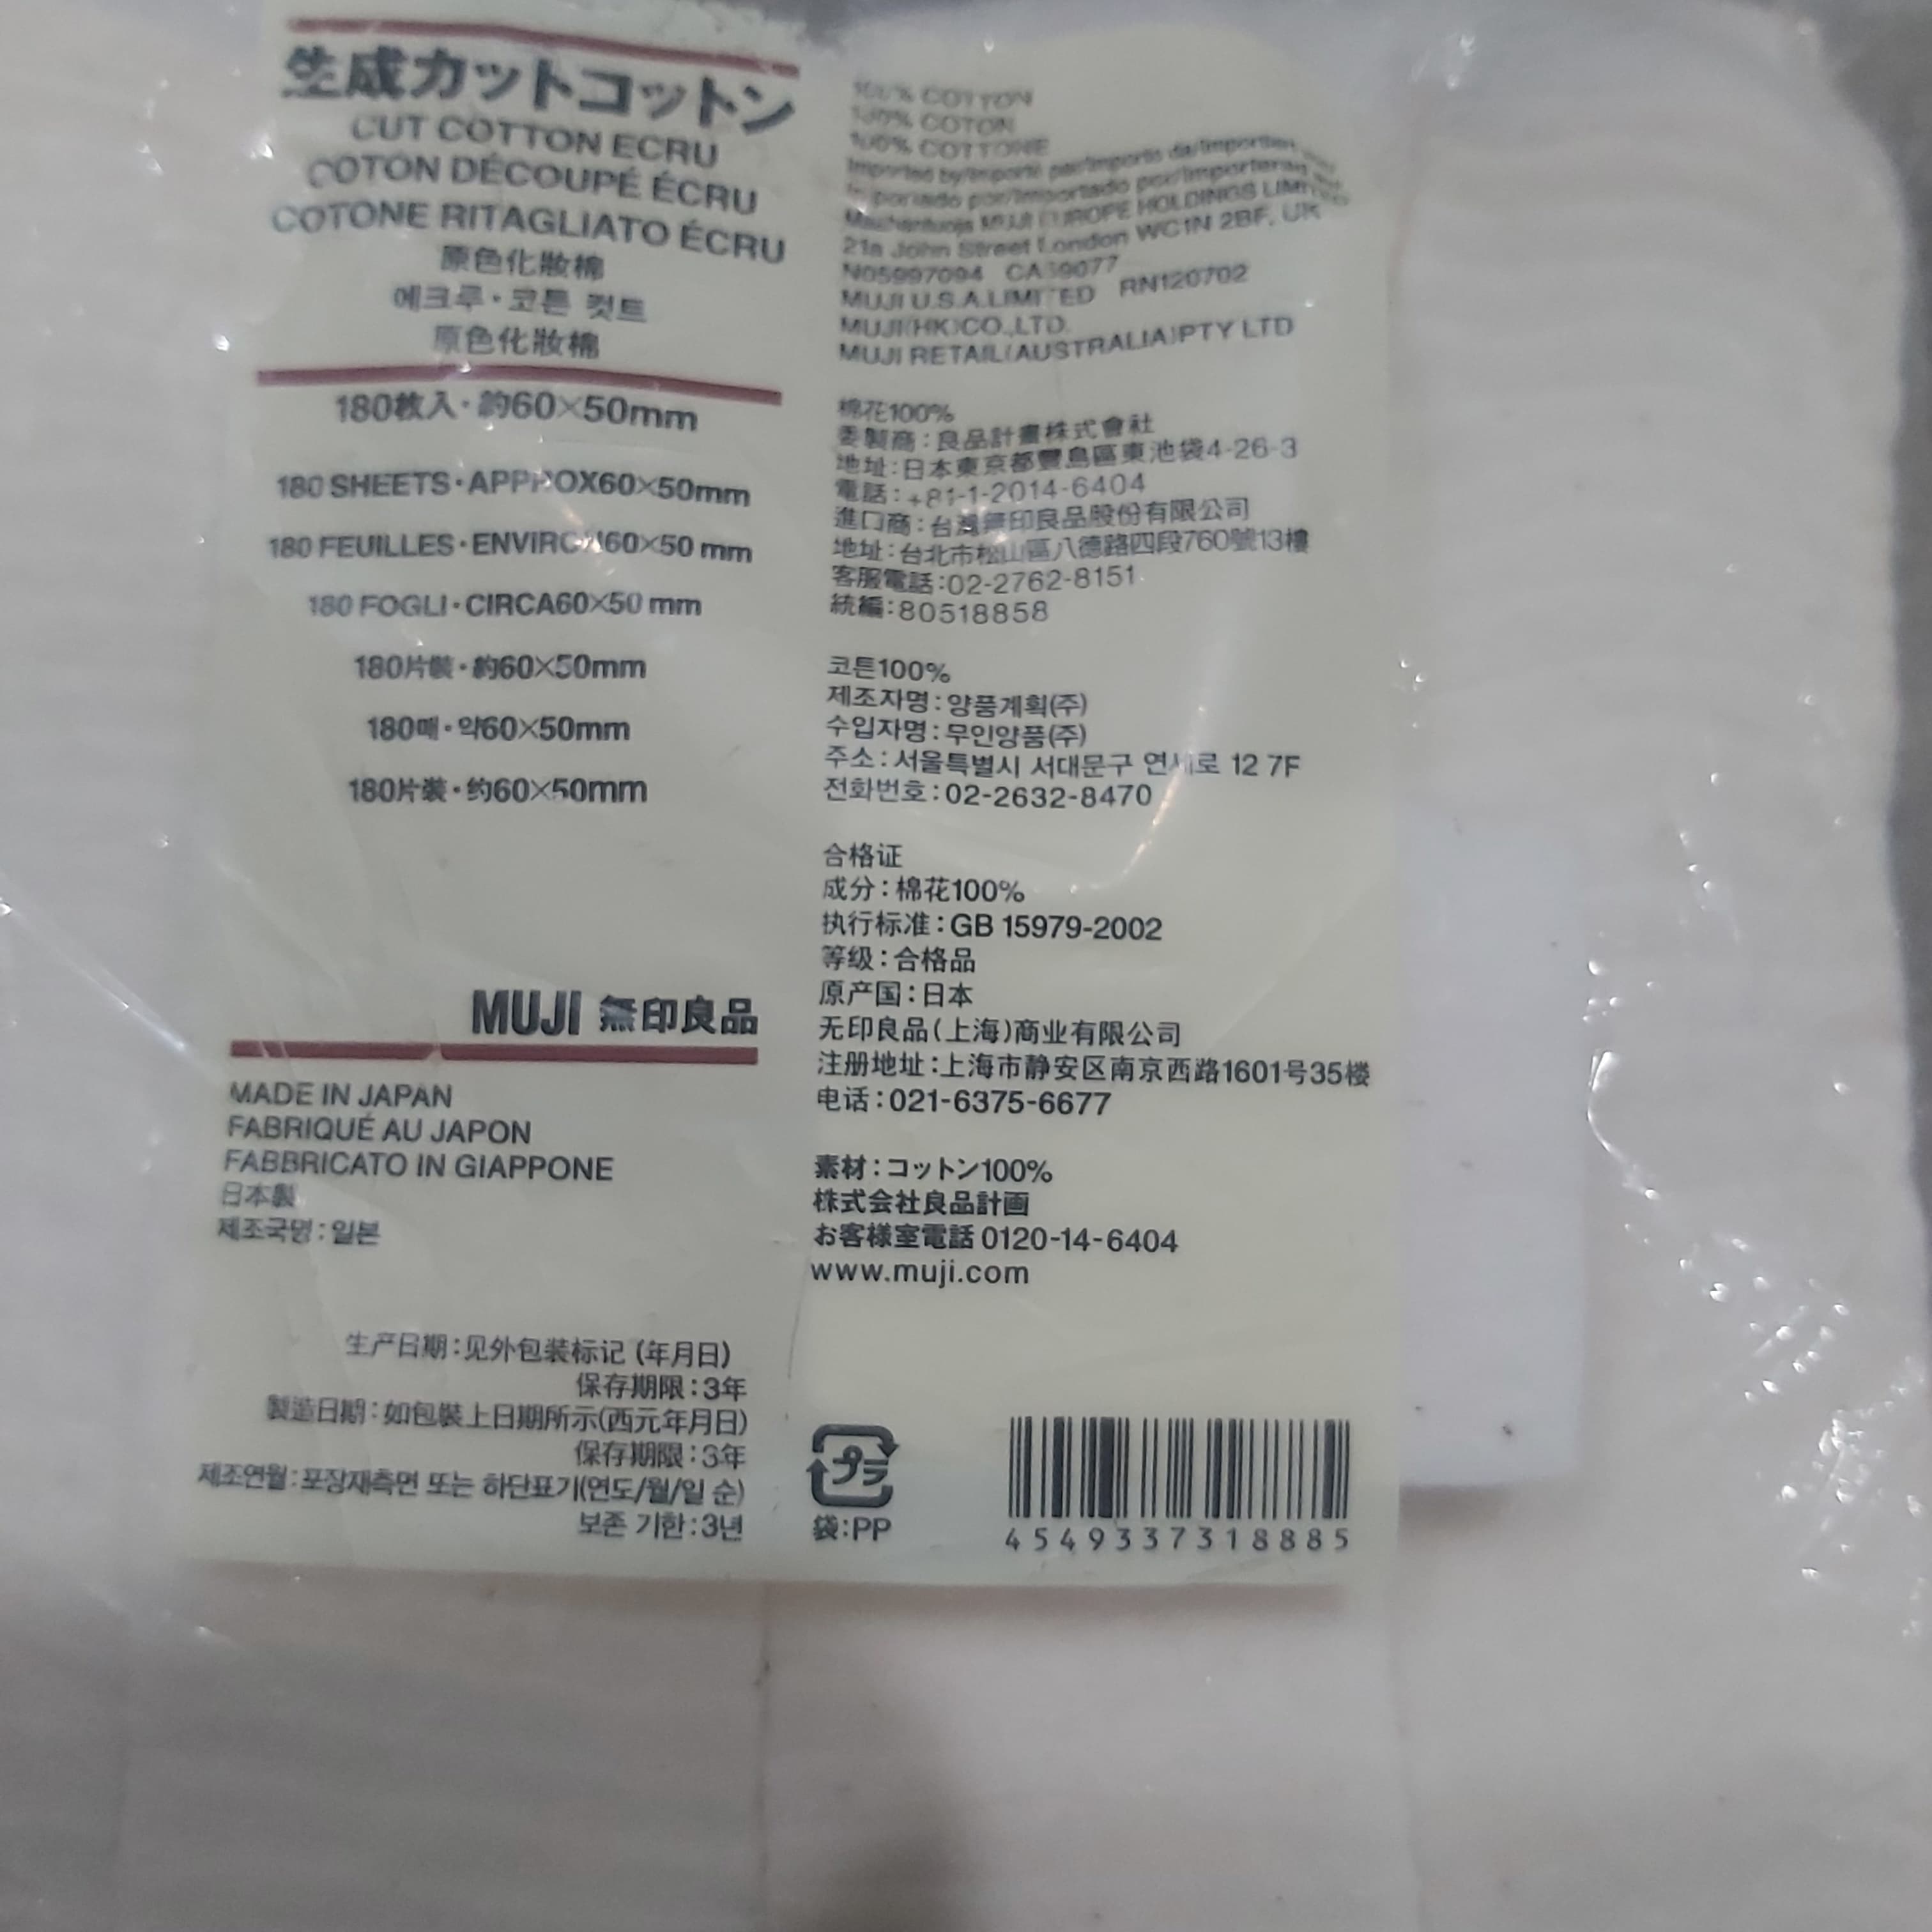 生成カットコットン
CUT COTTON ECRU
COTON DÉCOUPÉ ÉCRU
COTONE RITAGLIATO ÉCRU
原色化妝棉
에크루·코튼 컷트
原色化妝棉
180枚入·約60×50mm
180 SHEETS·APPROX60×50mm
180 FEUILLES·ENVIRON60×50 mm
180 FOGLI·CIRCA60×50 mm
180片裝·約60×50mm
180매·약60×50mm
180片装·约60×50mm
MUJI 無印良品
MADE IN JAPAN
FABRIQUÉ AU JAPON
FABBRICATO IN GIAPPONE
日本製
제조국명:일본
生产日期:见外包装标记 (年月日)
保存期限:3年
製造日期:如包裝上日期所示(西元年月日)
保存期限:3年
제조연월:포장재측면 또는 하단표기(연도/월/일 순)
보존 기한:3년
100% COTTON
100% COTON
100% COTTONE
Imported by/Importé par/Importis da/Importien
portado por/Importado por/Importeran
MUJI EUROPE HOLDINGS LIMITED
21a John Street London WC1N 2BF, UK
N05997094 CA39077
MUJI U.S.A.LIMITED RN120702
MUJI(HK)CO.,LTD.
MUJI RETAIL(AUSTRALIA)PTY LTD
棉花100%
委製商:良品計畫株式會社
地址:日本東京都豐島區東池袋4-26-3
電話:+81-1-2014-6404
進口商:台灣無印良品股份有限公司
地址:台北市松山區八德路四段760號13樓
客服電話:02-2762-8151
統編:80518858
코튼100%
제조자명:양품계획(주)
수입자명:무인양품(주)
주소:서울특별시 서대문구 연세로 12 7F
전화번호:02-2632-8470
合格证
成分:棉花100%
执行标准:GB 15979-2002
等级:合格品
原产国:日本
无印良品(上海)商业有限公司
注册地址:上海市静安区南京西路1601号35楼
电话:021-6375-6677
素材:コットン100%
株式会社良品計画
お客様室電話 0120-14-6404
www.muji.com
プラ
袋:PP
4549337318885